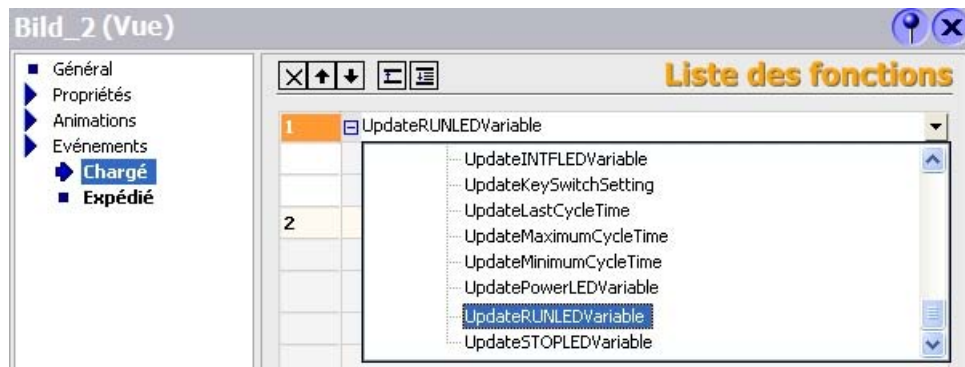 Bild_2 (Vue)
Général
Propriétés
Animations
Evénements
Chargé
Expédié
Liste des fonctions
1 UpdateRUNLEDVariable
UpdateINTFLEDVariable
UpdateKeySwitchSetting
UpdateLastCycleTime
2 UpdateMaximumCycleTime
UpdateMinimumCycleTime
UpdatePowerLEDVariable
UpdateRUNLEDVariable
UpdateSTOPLEDVariable